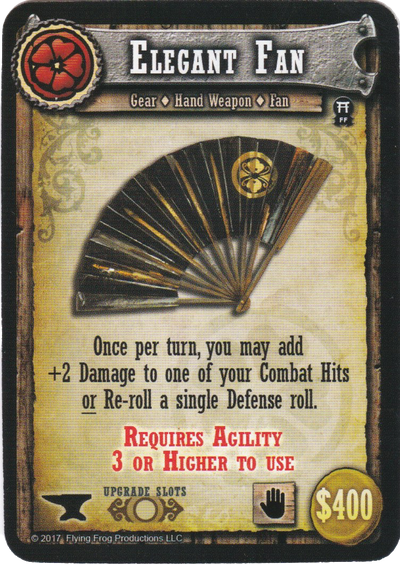 Elegant Fan
Gear ♦ Hand Weapon ♦ Fan
FF
Once per turn, you may add
+2 Damage to one of your Combat Hits
or Re-roll a single Defense roll.
Requires Agility
3 or Higher to use
UPGRADE SLOTS
$400
© 2017, Flying Frog Productions LLC